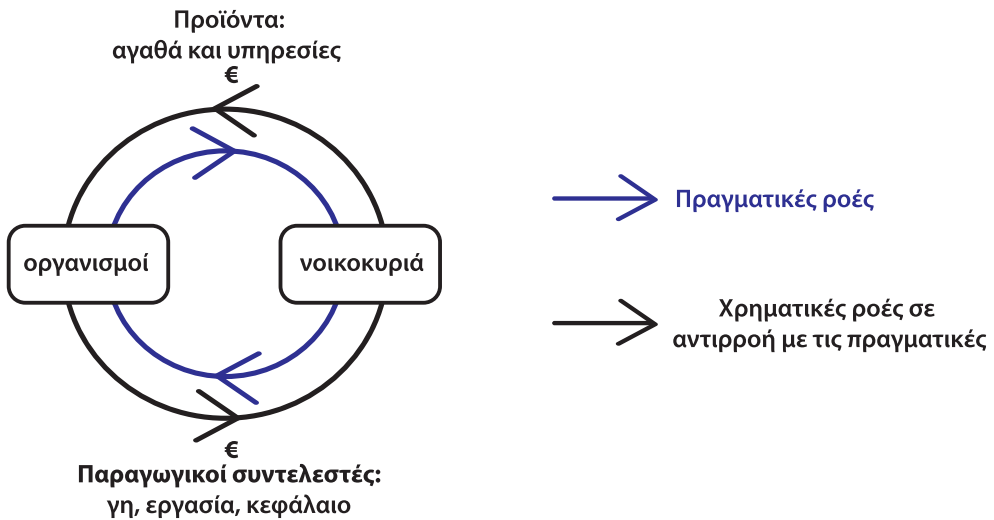 Προϊόντα:
αγαθά και υπηρεσίες
€
οργανισμοί
νοικοκυριά
€
Παραγωγικοί συντελεστές:
γη, εργασία, κεφάλαιο
Πραγματικές ροές
Χρηματικές ροές σε
αντιρροή με τις πραγματικές